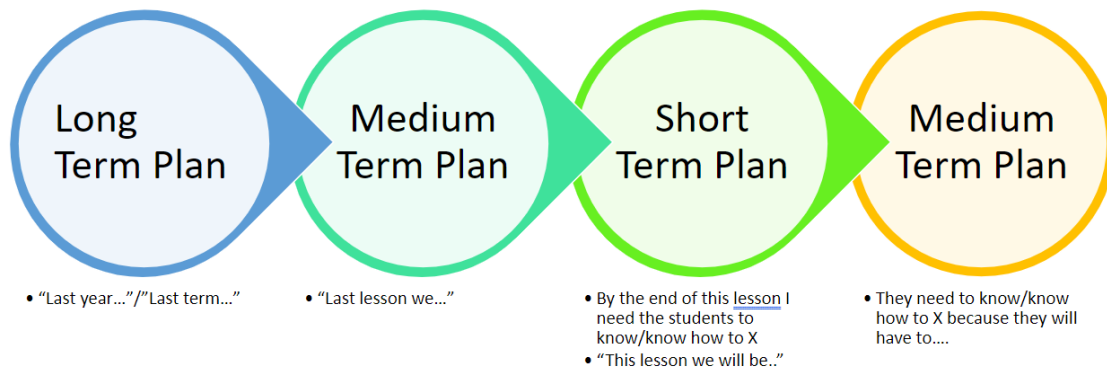 Long
Term Plan
Medium
Term Plan
Short
Term Plan
Medium
Term Plan
• “Last year…”/”Last term…”
• “Last lesson we…”
• By the end of this lesson I
need the students to
know/know how to X
• “This lesson we will be..”
• They need to know/know
how to X because they will
have to….